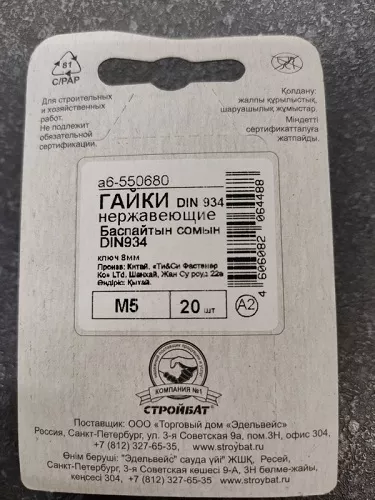 81
C/PAP
Для строительных
и хозяйственных
работ.
Не подлежит
обязательной
сертификации.
Қолдану:
жалпы құрылыстық,
шаруашылық жұмыстар.
Міндетті
сертификатталуға
жатпайды.
a6-550680
ГАЙКИ DIN 934
нержавеющие
Баспайтын сомын
DIN934
ключ 8мм
Произв: Китай, «Ти&Си Фастенер
Ко» LTd, Шанхай, Жан Су роуд 22а
Өндіріс: Қытай.
M5
20 шт
A2
4 606082 064488
КОМПАНИЯ №1
СТРОЙБАТ
Поставщик: ООО "Торговый дом «Эдельвейс»
Россия, Санкт-Петербург, ул. 3-я Советская 9а, пом.3Н, офис 304,
+7 (812) 327-65-35, www.stroybat.ru
Өнім беруші: "Эдельвейс" сауда үйі" ЖШҚ, Ресей,
Санкт-Петербург, 3-я Советская көшесі 9-А, 3Н бөлме-жайы,
кеңсесі 304, +7 (812) 327-65-35, www.stroybat.ru